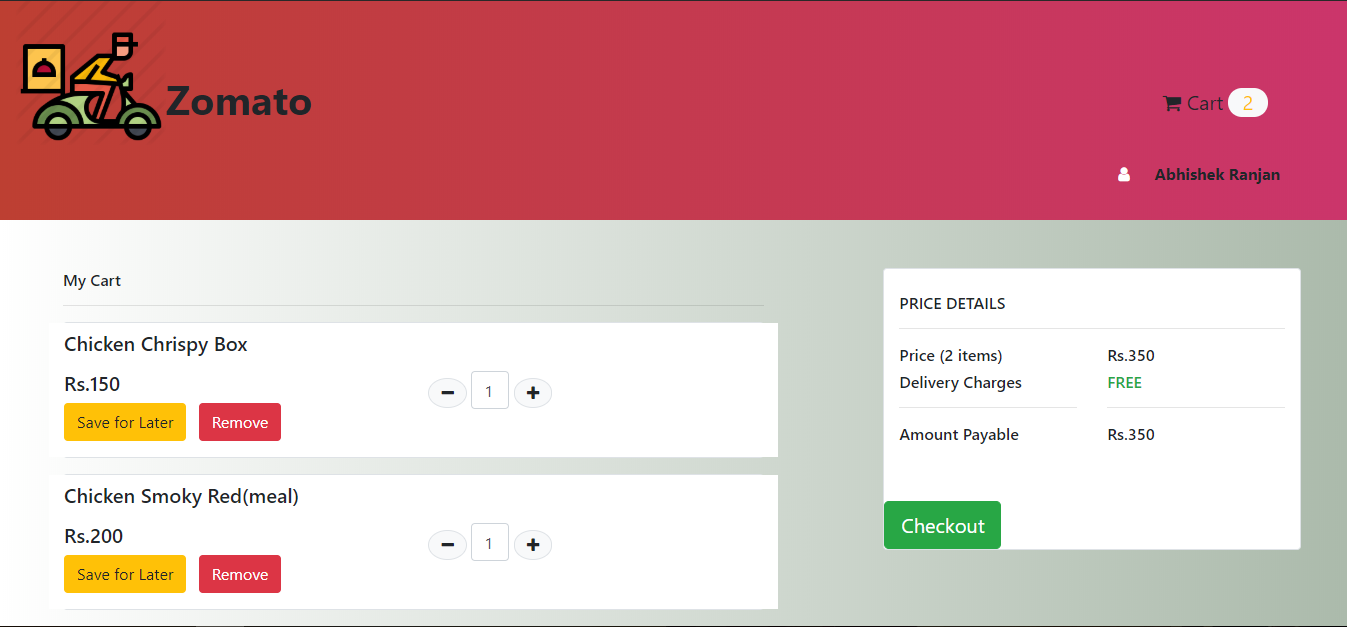 Zomato
Cart 2
Abhishek Ranjan
My Cart
Chicken Chrispy Box
Rs.150
1
Save for Later Remove
Chicken Smoky Red(meal)
Rs.200
1
Save for Later Remove
PRICE DETAILS
Price (2 items) Rs.350
Delivery Charges FREE
Amount Payable Rs.350
Checkout